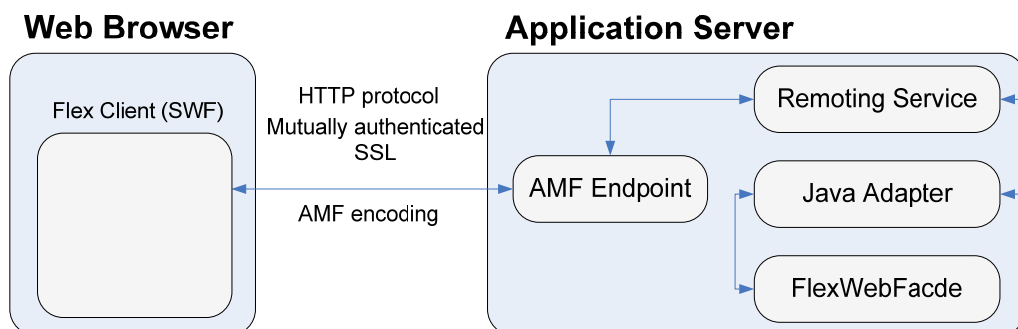 Web Browser
Application Server
Flex Client (SWF)
HTTP protocol
Mutually authenticated
SSL
AMF encoding
AMF Endpoint
Remoting Service
Java Adapter
FlexWebFacde